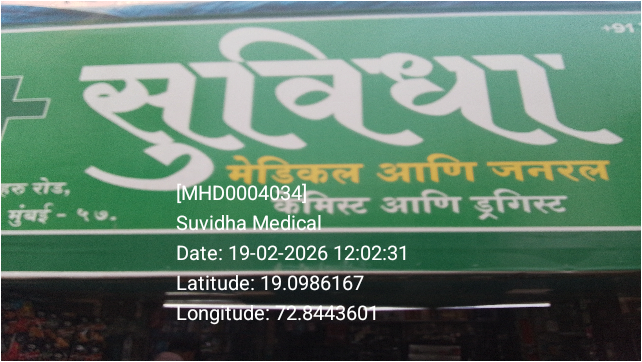 +91
सुविधा
मेडिकल आणि जनरल
केमिस्ट आणि ड्रगिस्ट
हरु रोड,
मुंबई - ५७.
[MHD0004034]
Suvidha Medical
Date: 19-02-2026 12:02:31
Latitude: 19.0986167
Longitude: 72.8443601